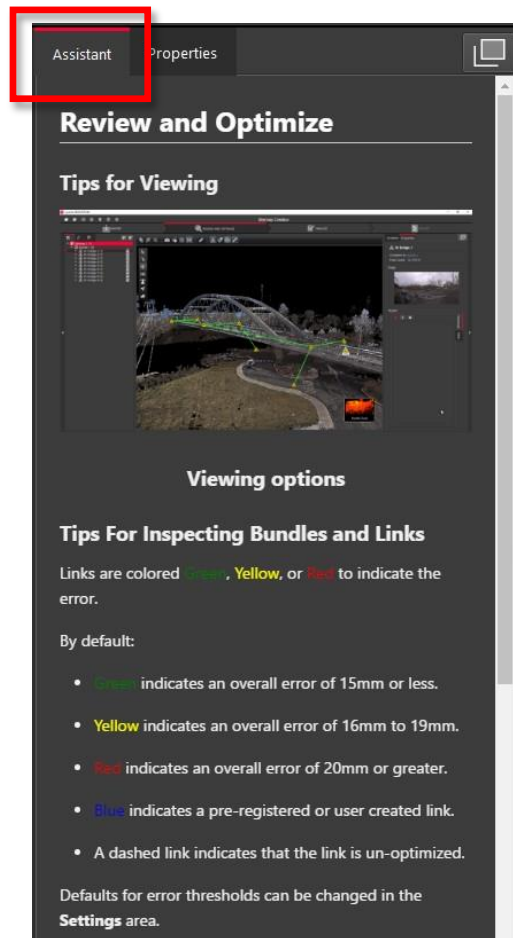 Assistant
Properties
Review and Optimize
Tips for Viewing
Viewing options
Tips For Inspecting Bundles and Links
Links are colored Green, Yellow, or Red to indicate the
error.
By default:
• Green indicates an overall error of 15mm or less.
• Yellow indicates an overall error of 16mm to 19mm.
• Red indicates an overall error of 20mm or greater.
• Blue indicates a pre-registered or user created link.
• A dashed link indicates that the link is un-optimized.
Defaults for error thresholds can be changed in the
Settings area.